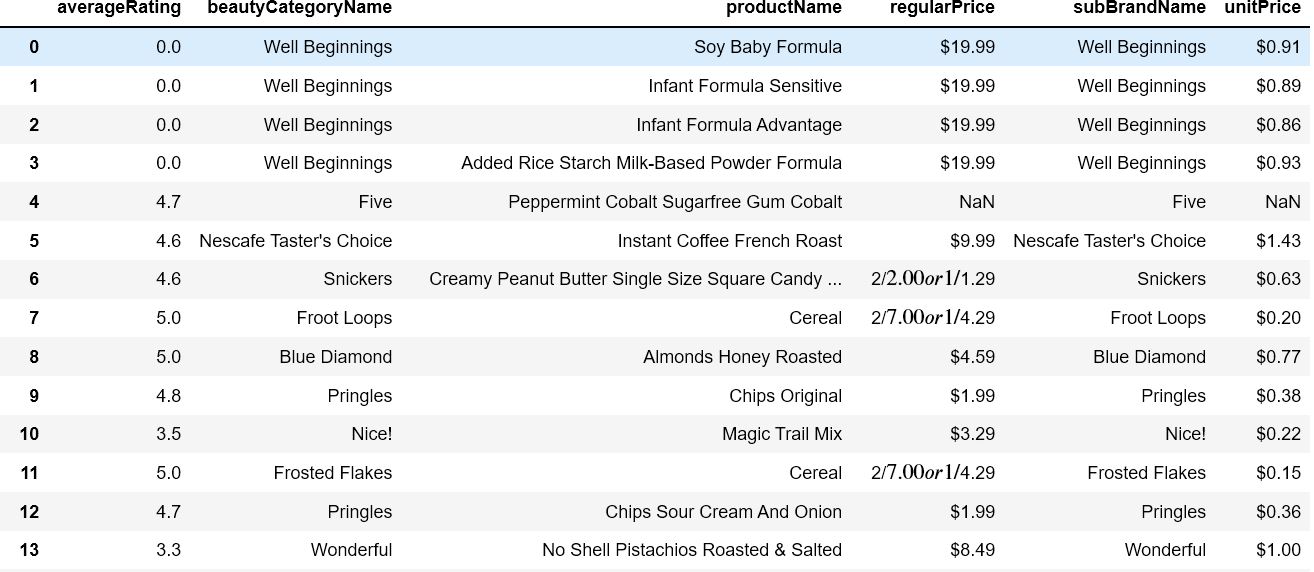 averageRating beautyCategoryName productName regularPrice subBrandName unitPrice
0 0.0 Well Beginnings Soy Baby Formula $19.99 Well Beginnings $0.91
1 0.0 Well Beginnings Infant Formula Sensitive $19.99 Well Beginnings $0.89
2 0.0 Well Beginnings Infant Formula Advantage $19.99 Well Beginnings $0.86
3 0.0 Well Beginnings Added Rice Starch Milk-Based Powder Formula $19.99 Well Beginnings $0.93
4 4.7 Five Peppermint Cobalt Sugarfree Gum Cobalt NaN Five NaN
5 4.6 Nescafe Taster's Choice Instant Coffee French Roast $9.99 Nescafe Taster's Choice $1.43
6 4.6 Snickers Creamy Peanut Butter Single Size Square Candy ... 2/2.00or1/1.29 Snickers $0.63
7 5.0 Froot Loops Cereal 2/7.00or1/4.29 Froot Loops $0.20
8 5.0 Blue Diamond Almonds Honey Roasted $4.59 Blue Diamond $0.77
9 4.8 Pringles Chips Original $1.99 Pringles $0.38
10 3.5 Nice! Magic Trail Mix $3.29 Nice! $0.22
11 5.0 Frosted Flakes Cereal 2/7.00or1/4.29 Frosted Flakes $0.15
12 4.7 Pringles Chips Sour Cream And Onion $1.99 Pringles $0.36
13 3.3 Wonderful No Shell Pistachios Roasted & Salted $8.49 Wonderful $1.00